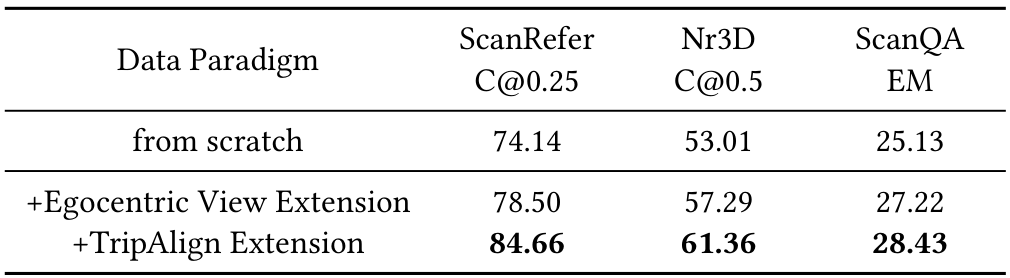 Data Paradigm ScanRefer Nr3D ScanQA
C@0.25 C@0.5 EM
from scratch 74.14 53.01 25.13
+Egocentric View Extension 78.50 57.29 27.22
+TripAlign Extension 84.66 61.36 28.43